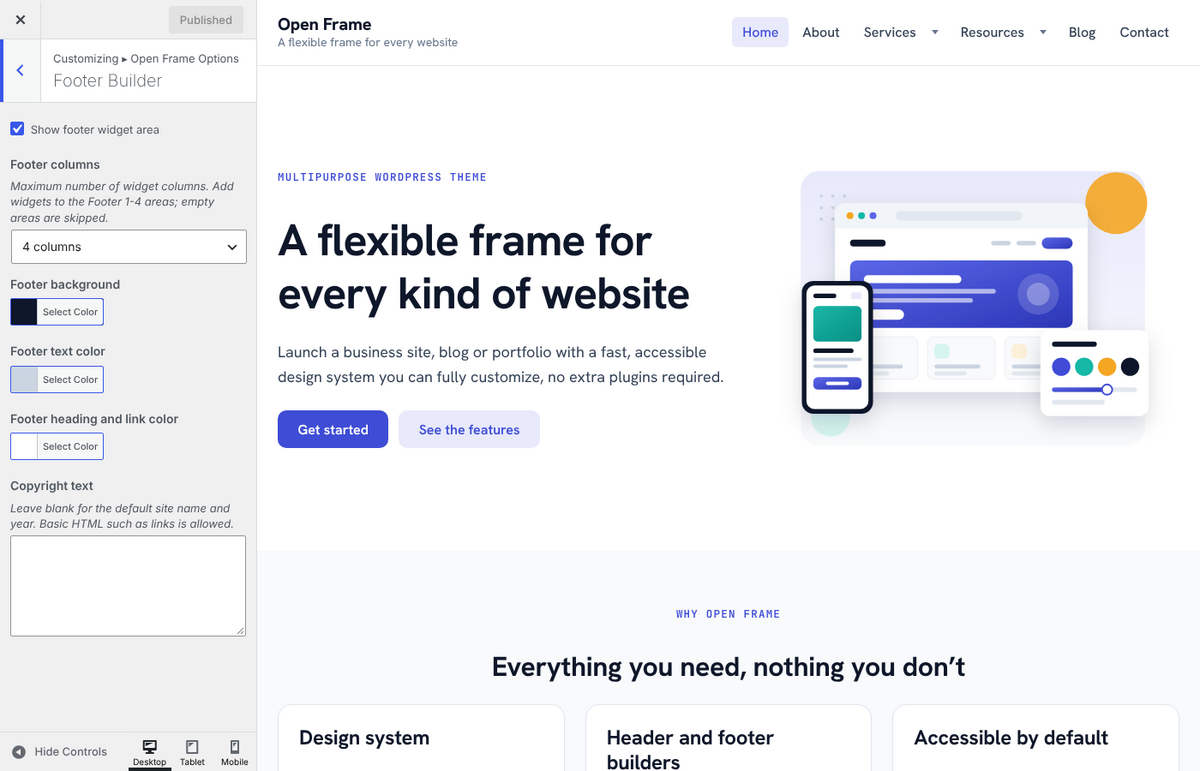 Published
Customizing ▸ Open Frame Options
Footer Builder
Show footer widget area
Footer columns
Maximum number of widget columns. Add
widgets to the Footer 1-4 areas; empty
areas are skipped.
4 columns
Footer background
Select Color
Footer text color
Select Color
Footer heading and link color
Select Color
Copyright text
Leave blank for the default site name and
year. Basic HTML such as links is allowed.
Hide Controls
Desktop
Tablet
Mobile
Open Frame
A flexible frame for every website
Home
About
Services
Resources
Blog
Contact
MULTIPURPOSE WORDPRESS THEME
A flexible frame for
every kind of website
Launch a business site, blog or portfolio with a fast, accessible
design system you can fully customize, no extra plugins required.
Get started
See the features
WHY OPEN FRAME
Everything you need, nothing you don’t
Design system
Header and footer
builders
Accessible by default